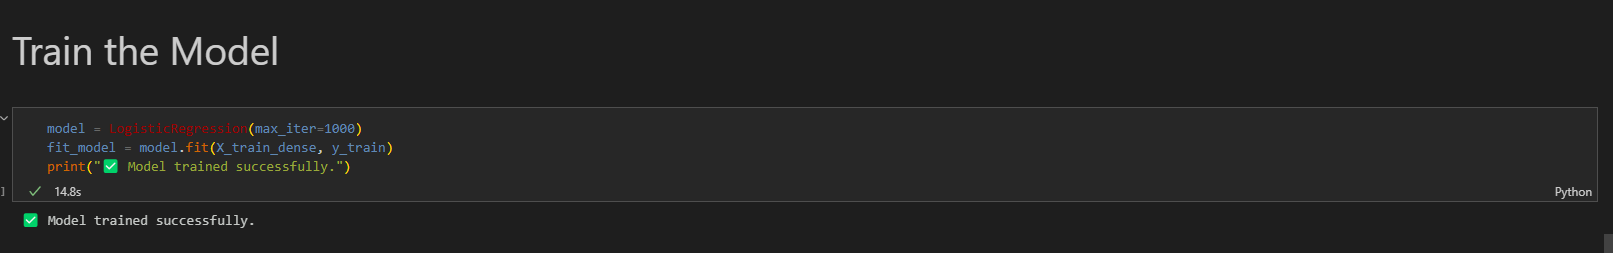 Train the Model
model = LogisticRegression(max_iter=1000)
fit_model = model.fit(X_train_dense, y_train)
print("✅ Model trained successfully.")
] ✓ 14.8s Python
✅ Model trained successfully.